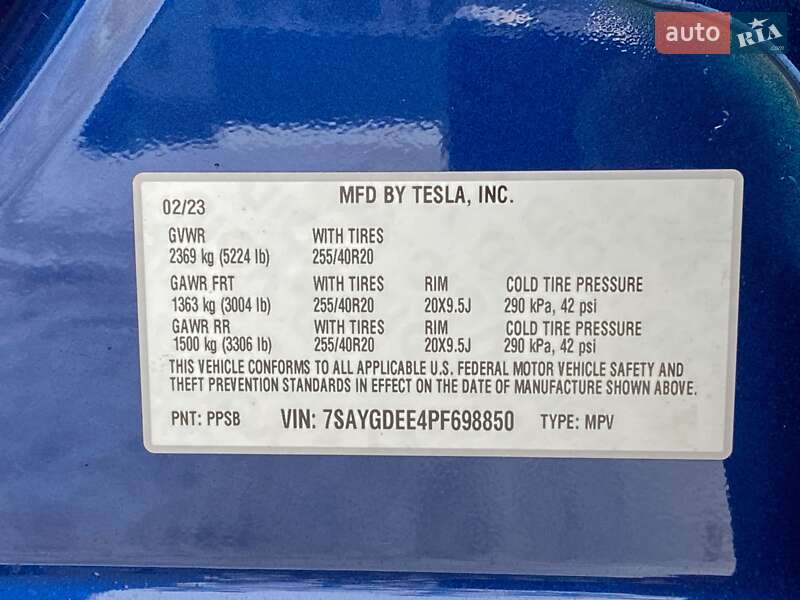 auto RIA .com
MFD BY TESLA, INC.
02/23
GVWR WITH TIRES
2369 kg (5224 lb) 255/40R20
GAWR FRT WITH TIRES RIM COLD TIRE PRESSURE
1363 kg (3004 lb) 255/40R20 20X9.5J 290 kPa, 42 psi
GAWR RR WITH TIRES RIM COLD TIRE PRESSURE
1500 kg (3306 lb) 255/40R20 20X9.5J 290 kPa, 42 psi
THIS VEHICLE CONFORMS TO ALL APPLICABLE U.S. FEDERAL MOTOR VEHICLE SAFETY AND
THEFT PREVENTION STANDARDS IN EFFECT ON THE DATE OF MANUFACTURE SHOWN ABOVE.
PNT: PPSB VIN: 7SAYGDEE4PF698850 TYPE: MPV